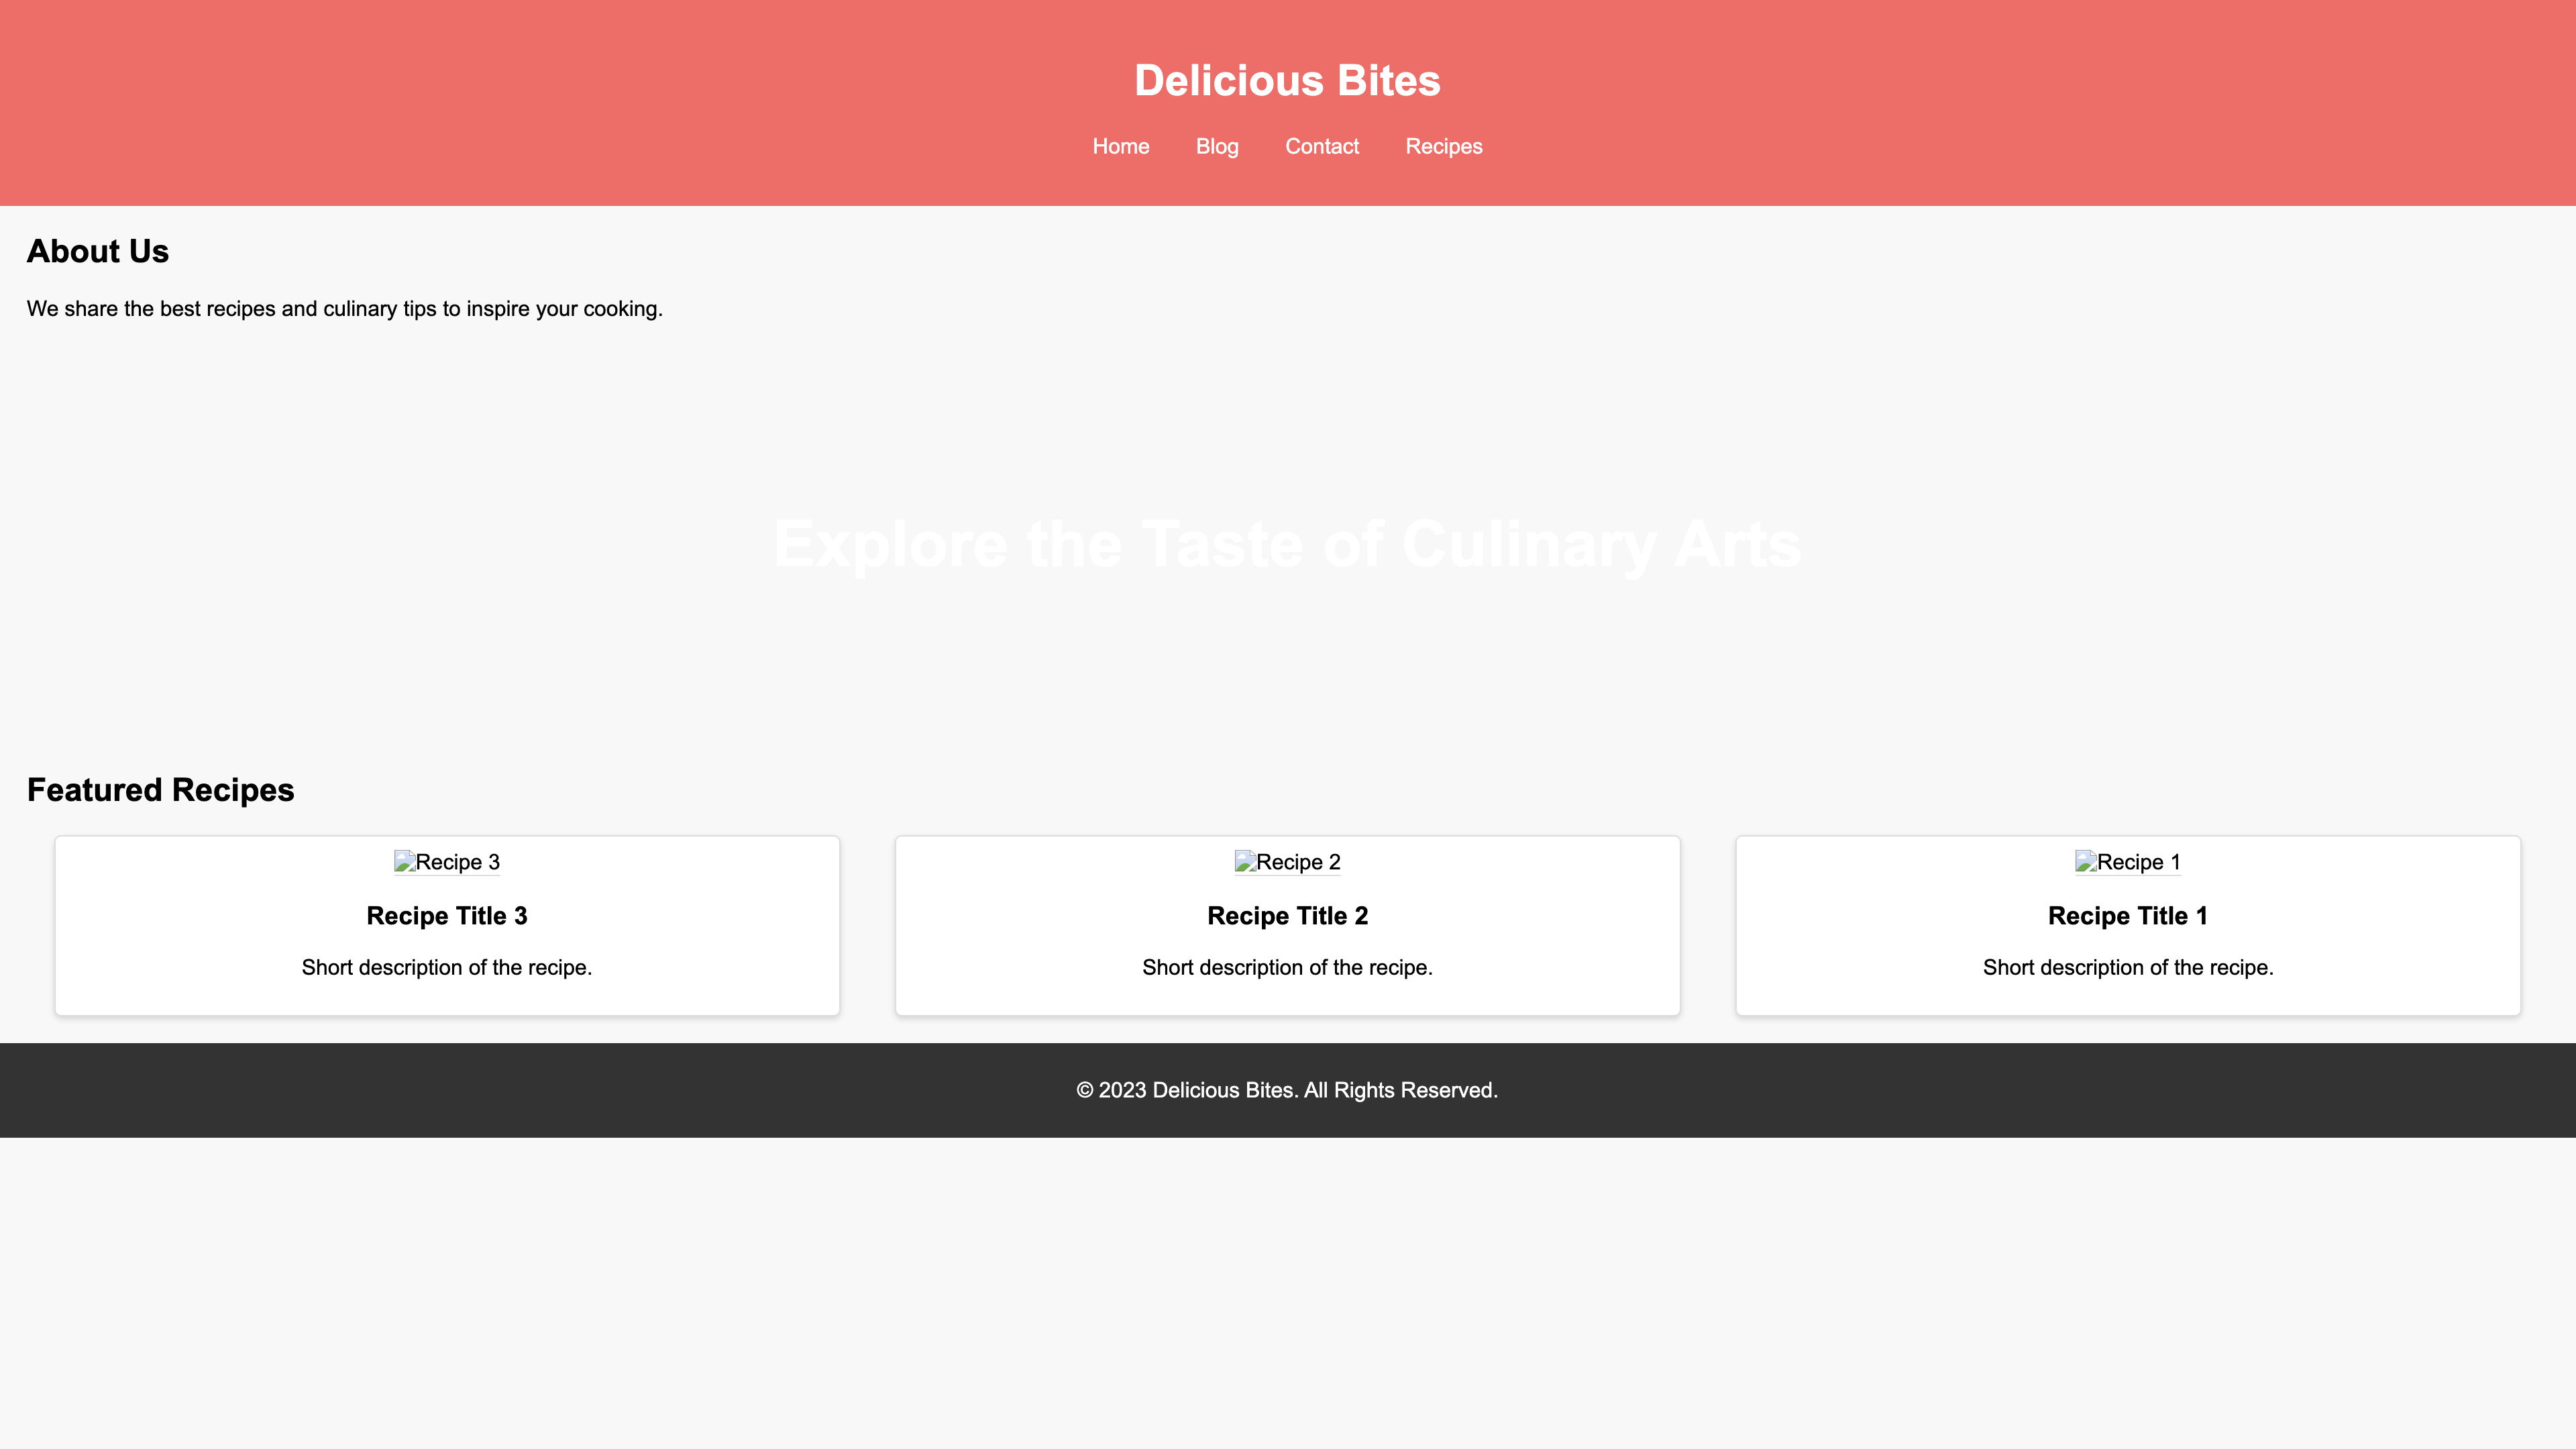 Delicious Bites
Home Blog Contact Recipes
About Us
We share the best recipes and culinary tips to inspire your cooking.
Explore the Taste of Culinary Arts
Featured Recipes
Recipe 3
Recipe Title 3
Short description of the recipe.
Recipe 2
Recipe Title 2
Short description of the recipe.
Recipe 1
Recipe Title 1
Short description of the recipe.
© 2023 Delicious Bites. All Rights Reserved.